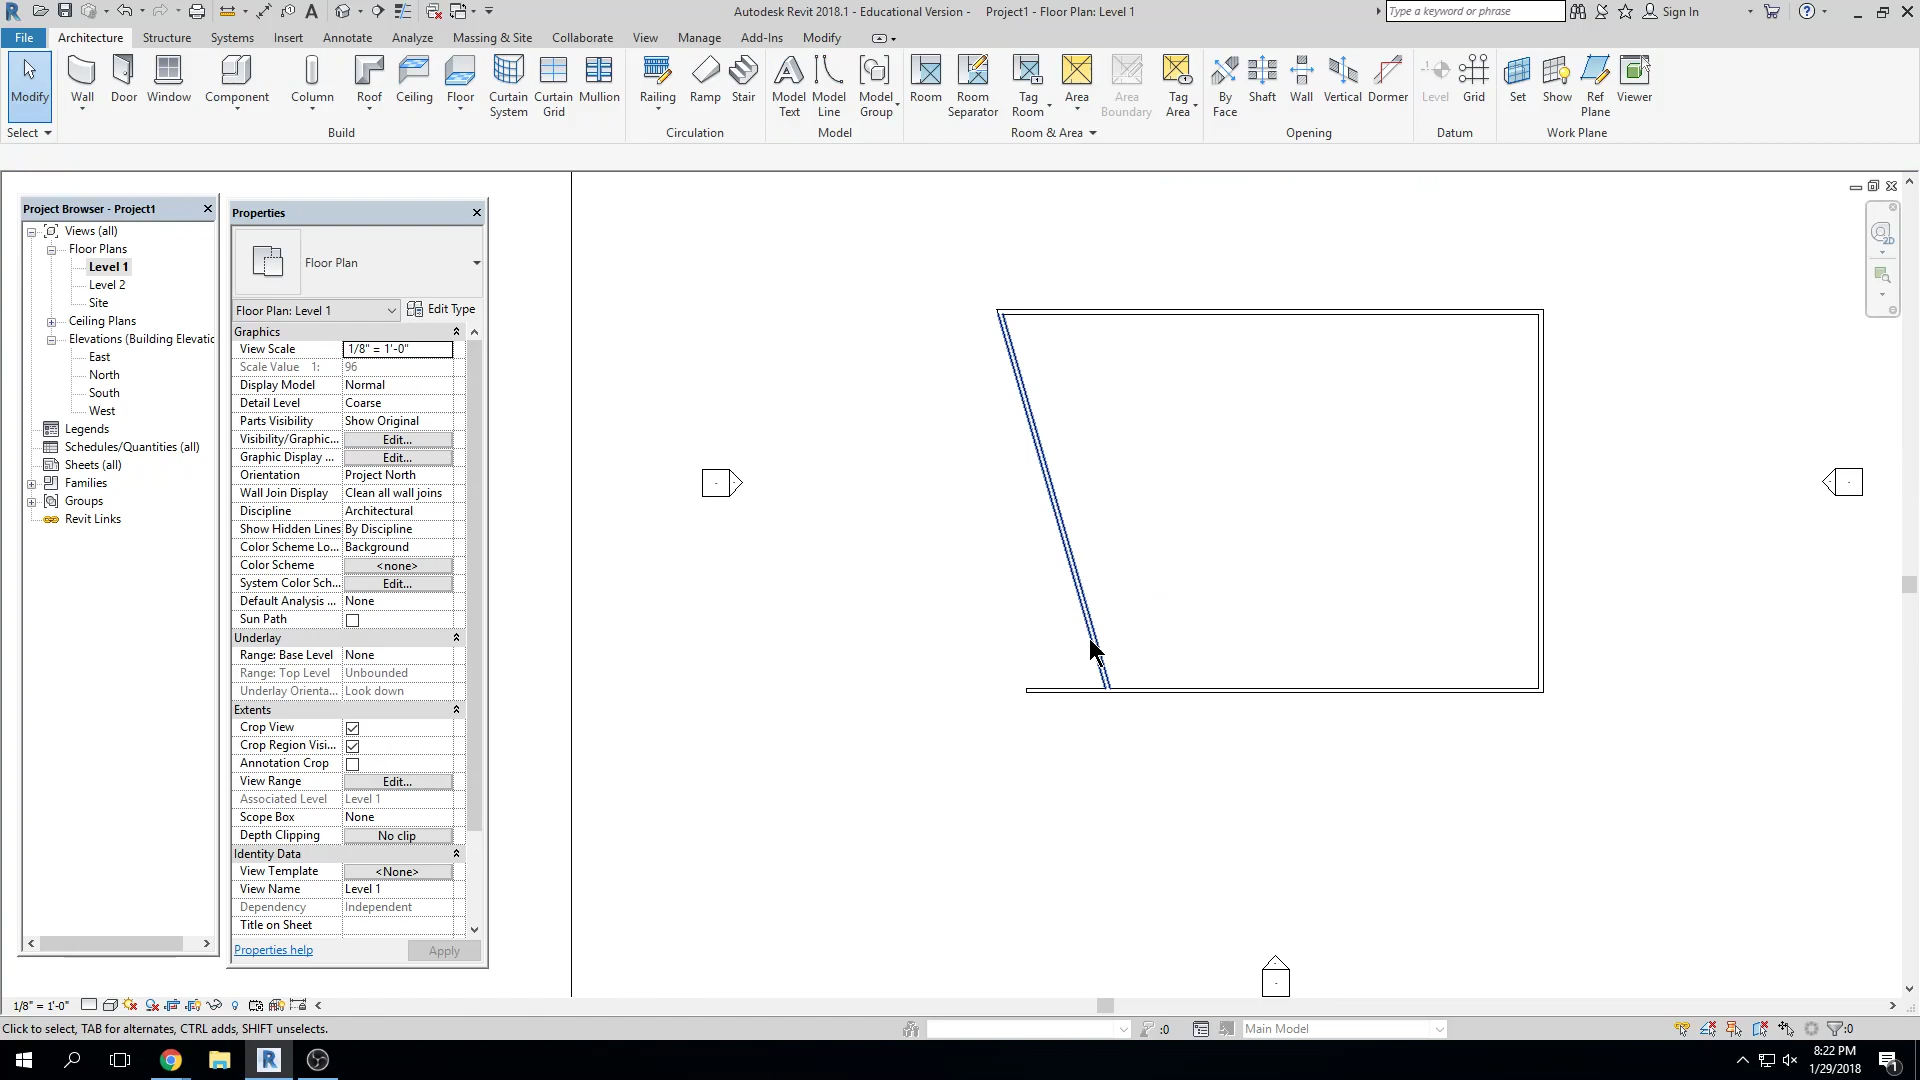 Autodesk Revit 2018.1 - Educational Version - Project1 - Floor Plan: Level 1
Type a keyword or phrase
Sign In
File Architecture Structure Systems Insert Annotate Analyze Massing & Site Collaborate View Manage Add-Ins Modify
Modify Wall Door Window Component Column Roof Ceiling Floor Curtain System Curtain Grid Mullion Railing Ramp Stair Model Text Model Line Model Group Room Room Separator Tag Room Area Area Boundary Tag Area By Face Shaft Wall Vertical Dormer Level Grid Set Show Ref Plane Viewer
Select Build Circulation Model Room & Area Opening Datum Work Plane
Project Browser - Project1
Views (all)
Floor Plans
Level 1
Level 2
Site
Ceiling Plans
Elevations (Building Elevatic
East
North
South
West
Legends
Schedules/Quantities (all)
Sheets (all)
Families
Groups
Revit Links
Properties
Floor Plan
Floor Plan: Level 1 Edit Type
Graphics
View Scale 1/8" = 1'-0"
Scale Value 1: 96
Display Model Normal
Detail Level Coarse
Parts Visibility Show Original
Visibility/Graphic... Edit...
Graphic Display ... Edit...
Orientation Project North
Wall Join Display Clean all wall joins
Discipline Architectural
Show Hidden Lines By Discipline
Color Scheme Lo... Background
Color Scheme <none>
System Color Sch... Edit...
Default Analysis ... None
Sun Path
Underlay
Range: Base Level None
Range: Top Level Unbounded
Underlay Orienta... Look down
Extents
Crop View
Crop Region Visi...
Annotation Crop
View Range Edit...
Associated Level Level 1
Scope Box None
Depth Clipping No clip
Identity Data
View Template <None>
View Name Level 1
Dependency Independent
Title on Sheet
Properties help Apply
2D
1/8" = 1'-0"
Click to select, TAB for alternates, CTRL adds, SHIFT unselects.
:0
Main Model
:0
8:22 PM
1/29/2018
1